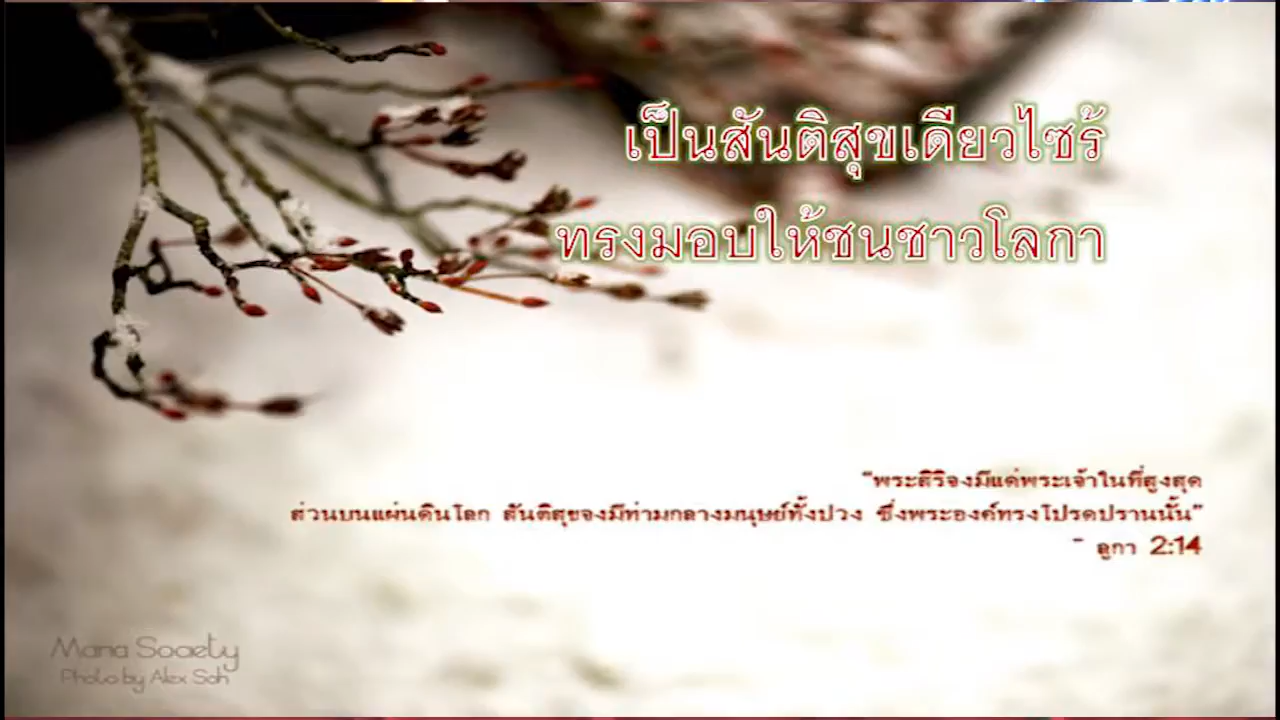 เป็นสันติสุขเดียวไซร้
ทรงมอบให้ชนชาวโลกา
"พระสิริจงมีแด่พระเจ้าในที่สูงสุด
ส่วนบนแผ่นดินโลก สันติสุขจงมีท่ามกลางมนุษย์ทั้งปวง ซึ่งพระองค์ทรงโปรดปรานนั้น"
- ลูกา 2:14
Mana Society
Photo by Alex Soh